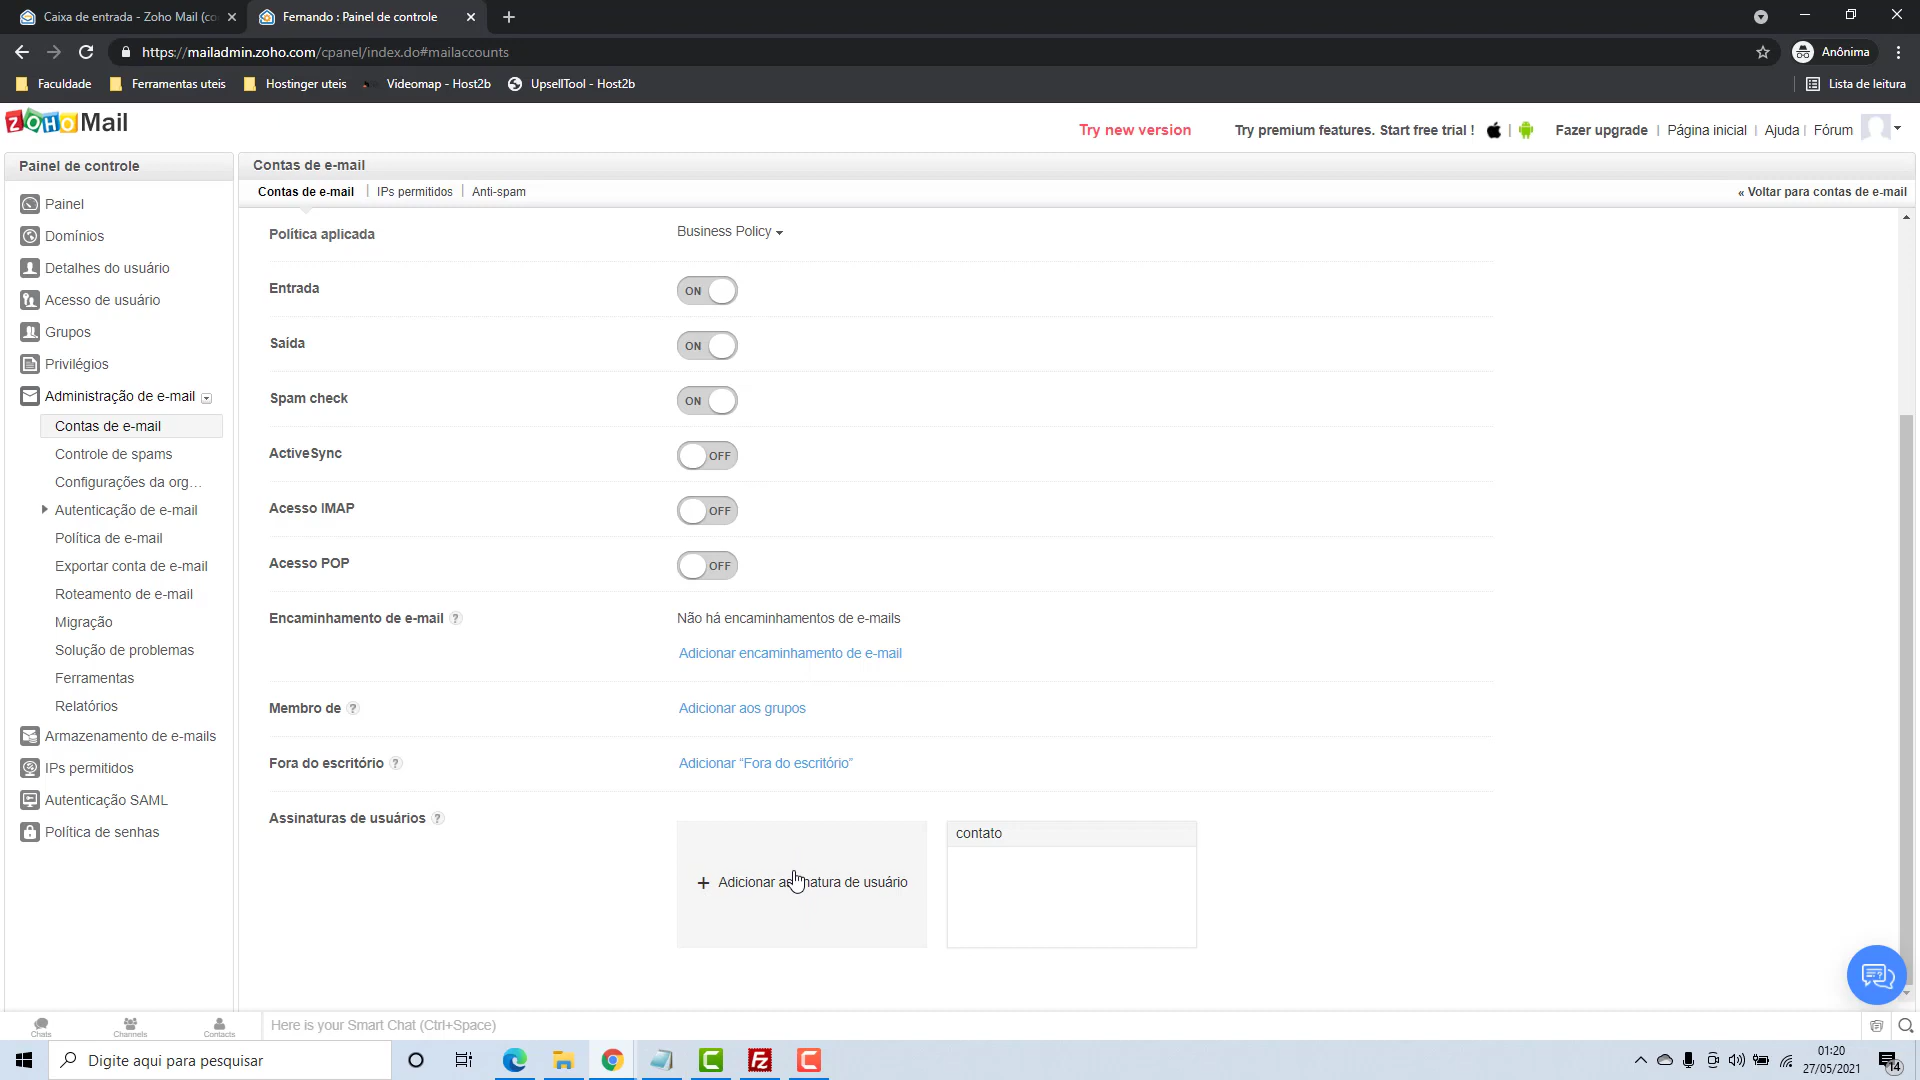 Caixa de entrada - Zoho Mail (co
Fernando : Painel de controle
https://mailadmin.zoho.com/cpanel/index.do#mailaccounts
Anônima
Faculdade
Ferramentas uteis
Hostinger uteis
Videomap - Host2b
UpsellTool - Host2b
Lista de leitura
ZOHO Mail
Try new version
Try premium features. Start free trial !
Fazer upgrade
Página inicial
Ajuda
Fórum
Painel de controle
Painel
Domínios
Detalhes do usuário
Acesso de usuário
Grupos
Privilégios
Administração de e-mail
Contas de e-mail
Controle de spams
Configurações da org...
Autenticação de e-mail
Política de e-mail
Exportar conta de e-mail
Roteamento de e-mail
Migração
Solução de problemas
Ferramentas
Relatórios
Armazenamento de e-mails
IPs permitidos
Autenticação SAML
Política de senhas
Contas de e-mail
Contas de e-mail
IPs permitidos
Anti-spam
« Voltar para contas de e-mail
Política aplicada
Business Policy
Entrada
ON
Saída
ON
Spam check
ON
ActiveSync
OFF
Acesso IMAP
OFF
Acesso POP
OFF
Encaminhamento de e-mail ?
Não há encaminhamentos de e-mails
Adicionar encaminhamento de e-mail
Membro de ?
Adicionar aos grupos
Fora do escritório ?
Adicionar “Fora do escritório”
Assinaturas de usuários ?
+ Adicionar assinatura de usuário
contato
Chats
Channels
Contacts
Here is your Smart Chat (Ctrl+Space)
Digite aqui para pesquisar
01:20
27/05/2021
14